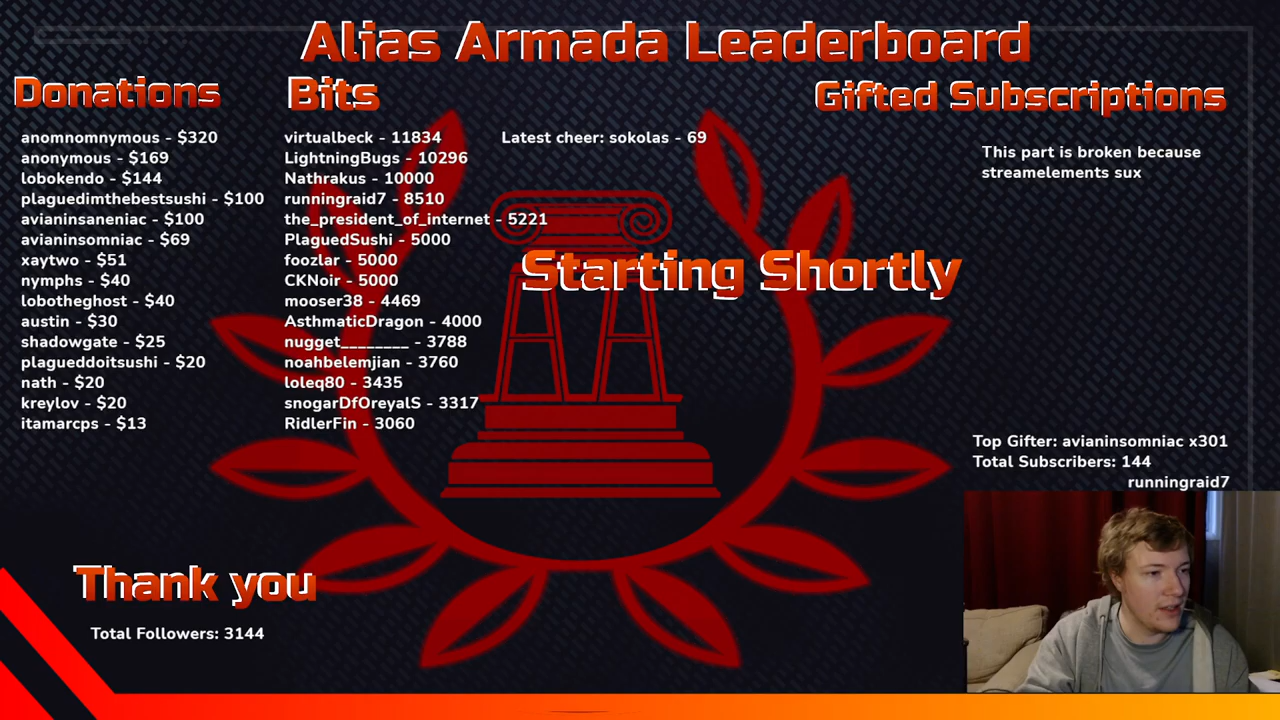 Alias Armada Leaderboard
Donations
anomnomnymous - $320
anonymous - $169
lobokendo - $144
plaguedimthebestsushi - $100
avianinsaneniac - $100
avianinsomniac - $69
xaytwo - $51
nymphs - $40
lobotheghost - $40
austin - $30
shadowgate - $25
plagueddoitsushi - $20
nath - $20
kreylov - $20
itamarcps - $13
Bits
virtualbeck - 11834
LightningBugs - 10296
Nathrakus - 10000
runningraid7 - 8510
the_president_of_internet - 5221
PlaguedSushi - 5000
foozlar - 5000
CKNoir - 5000
mooser38 - 4469
AsthmaticDragon - 4000
nugget________ - 3788
noahbelemjian - 3760
loleq80 - 3435
snogarDfOreyalS - 3317
RidlerFin - 3060
Latest cheer: sokolas - 69
Starting Shortly
Gifted Subscriptions
This part is broken because
streamelements sux
Top Gifter: avianinsomniac x301
Total Subscribers: 144
runningraid7
Thank you
Total Followers: 3144